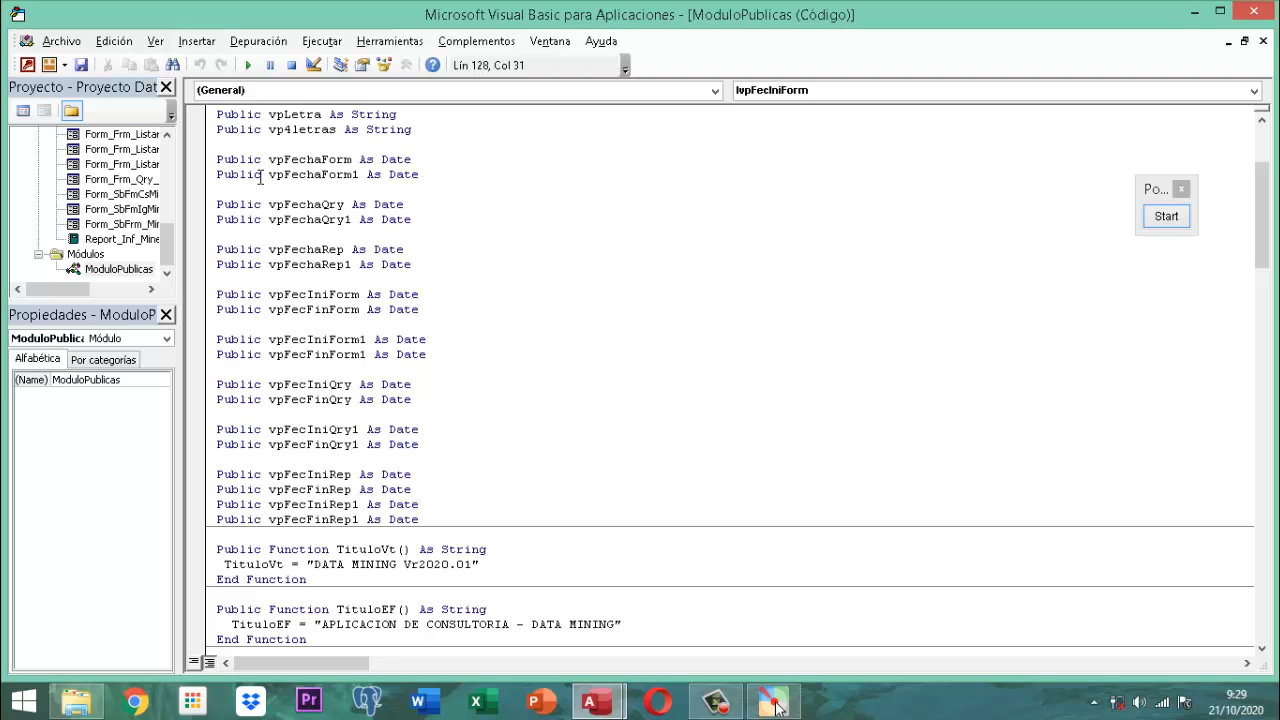 Microsoft Visual Basic para Aplicaciones - [ModuloPublicas (Código)]
Archivo Edición Ver Insertar Depuración Ejecutar Herramientas Complementos Ventana Ayuda
Lín 128, Col 31
Proyecto - Proyecto Dat
(General)
lvpFecIniForm
Form_Frm_Listar
Form_Frm_Listar
Form_Frm_Listar
Form_Frm_Qry_
Form_SbFmCsMi
Form_SbFmIgMin
Form_SbFrm_Min
Report_Inf_Mine
Módulos
ModuloPublicas
Propiedades - ModuloP
ModuloPublica Módulo
Alfabética Por categorías
(Name) ModuloPublicas
Public vpLetra As String
Public vp4letras As String
Public vpFechaForm As Date
Public vpFechaForm1 As Date
Public vpFechaQry As Date
Public vpFechaQry1 As Date
Public vpFechaRep As Date
Public vpFechaRep1 As Date
Public vpFecIniForm As Date
Public vpFecFinForm As Date
Public vpFecIniForm1 As Date
Public vpFecFinForm1 As Date
Public vpFecIniQry As Date
Public vpFecFinQry As Date
Public vpFecIniQry1 As Date
Public vpFecFinQry1 As Date
Public vpFecIniRep As Date
Public vpFecFinRep As Date
Public vpFecIniRep1 As Date
Public vpFecFinRep1 As Date
Public Function TituloVt() As String
TituloVt = "DATA MINING Vr2020.01"
End Function
Public Function TituloEF() As String
TituloEF = "APLICACION DE CONSULTORIA - DATA MINING"
End Function
Po... x
Start
Pr
W
X
P
A
9:29
21/10/2020